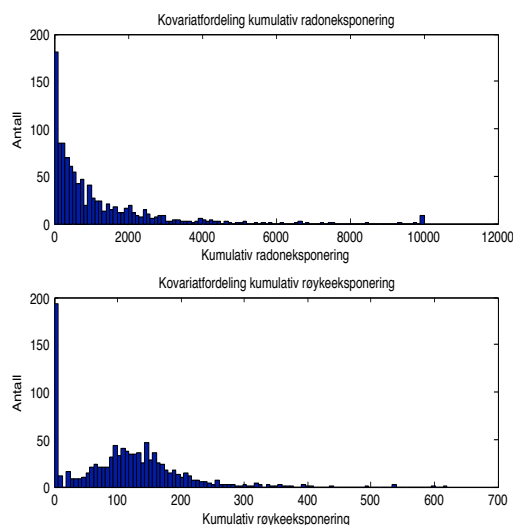 Kovariatfordeling kumulativ radoneksponering
200
150
100
50
0
Antall
0 2000 4000 6000 8000 10000 12000
Kumulativ radoneksponering
Kovariatfordeling kumulativ røykeeksponering
200
150
100
50
0
Antall
0 100 200 300 400 500 600 700
Kumulativ røykeeksponering